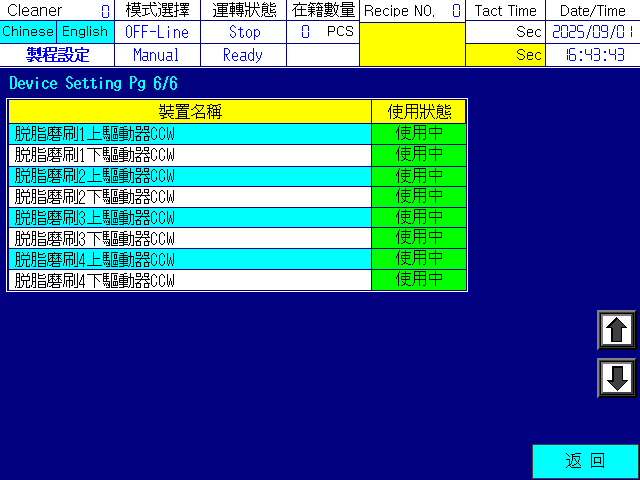 Cleaner 0 模式選擇 運轉狀態 在籍數量 Recipe NO. 0 Tact Time Date/Time
Chinese English OFF-Line Stop 0 PCS Sec 2025/09/01
製程設定 Manual Ready Sec 16:43:43
Device Setting Pg 6/6
裝置名稱 使用狀態
脱脂磨刷1上驅動器CCW 使用中
脱脂磨刷1下驅動器CCW 使用中
脱脂磨刷2上驅動器CCW 使用中
脱脂磨刷2下驅動器CCW 使用中
脱脂磨刷3上驅動器CCW 使用中
脱脂磨刷3下驅動器CCW 使用中
脱脂磨刷4上驅動器CCW 使用中
脱脂磨刷4下驅動器CCW 使用中
返 回